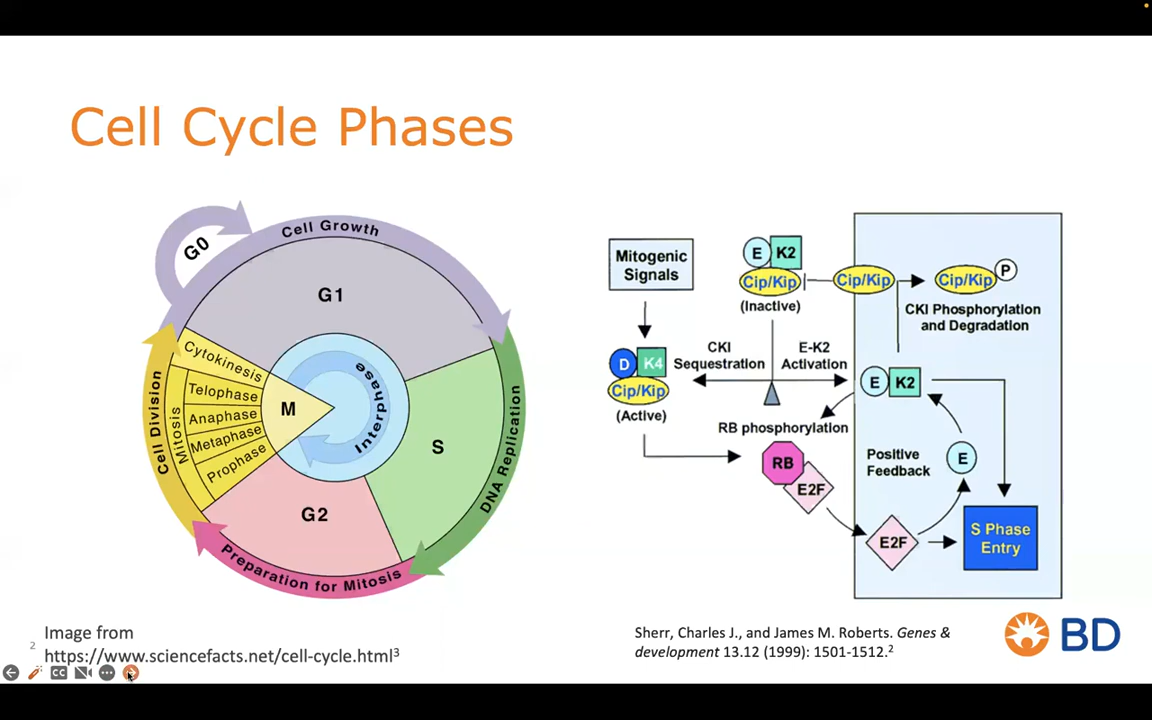 Cell Cycle Phases
G0
Cell Growth
G1
Cytokinesis
Telophase
Anaphase
Metaphase
Prophase
Mitosis
Cell Division
M
Interphase
S
DNA Replication
G2
Preparation for Mitosis
Mitogenic
Signals
D K4
Cip/Kip
(Active)
E K2
Cip/Kip
(Inactive)
Cip/Kip
Cip/Kip P
CKI Phosphorylation
and Degradation
CKI
Sequestration
E-K2
Activation
E K2
RB phosphorylation
RB
E2F
Positive
Feedback
E
E2F
S Phase
Entry
Image from
https://www.sciencefacts.net/cell-cycle.html3
2
Sherr, Charles J., and James M. Roberts. Genes &
development 13.12 (1999): 1501-1512.2
BD
CC